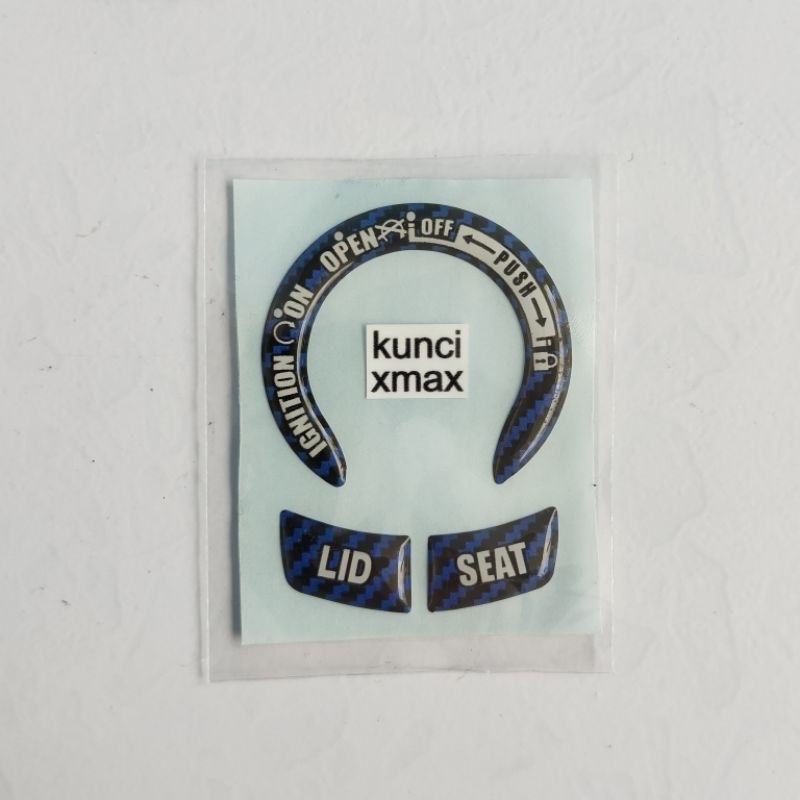 IGNITION ON OPEN OFF PUSH
kunci
xmax
LID
SEAT